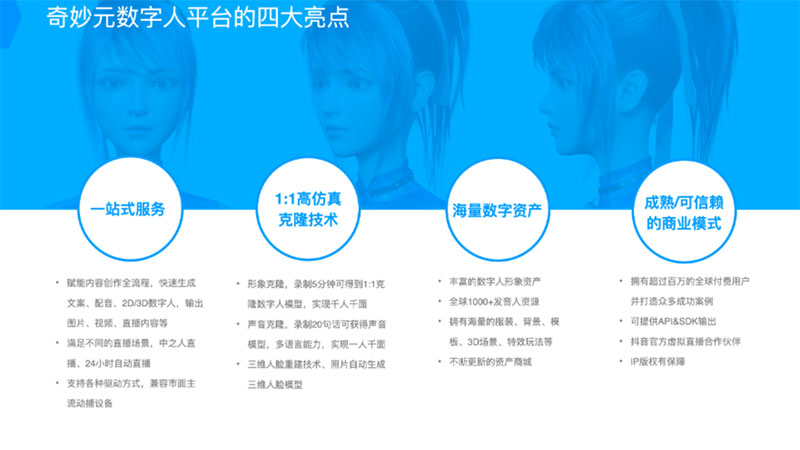 奇妙元数字人平台的四大亮点
一站式服务
• 赋能内容创作全流程，快速生成
文案、配音、2D/3D数字人，输出
图片、视频、直播内容等
• 满足不同的直播场景，中之人直
播、24小时自动直播
• 支持各种驱动方式，兼容市面主
流动捕设备
1:1高仿真
克隆技术
• 形象克隆，录制5分钟可得到1:1克
隆数字人模型，实现千人千面
• 声音克隆，录制20句话可获得声音
模型，多语言能力，实现一人千面
• 三维人脸重建技术、照片自动生成
三维人脸模型
海量数字资产
• 丰富的数字人形象资产
• 全球1000+发音人资源
• 拥有海量的服装、背景、模
板、3D场景、特效玩法等
• 不断更新的资产商城
成熟/可信赖
的商业模式
• 拥有超过百万的全球付费用户
并打造众多成功案例
• 可提供API&SDK输出
• 抖音官方虚拟直播合作伙伴
• IP版权有保障